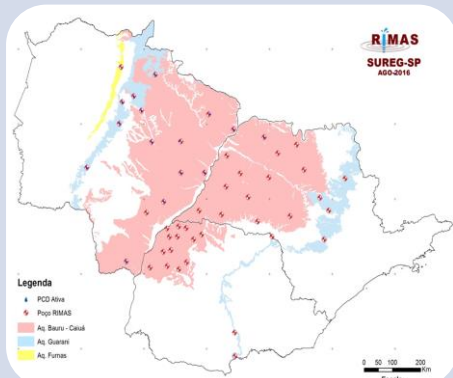 RIMAS
SUREG-SP
AGO-2016
Legenda
PCD Ativa
Poço RIMAS
Aq. Bauru - Caiuá
Aq. Guarani
Aq. Furnas
0 50 100 200
Km